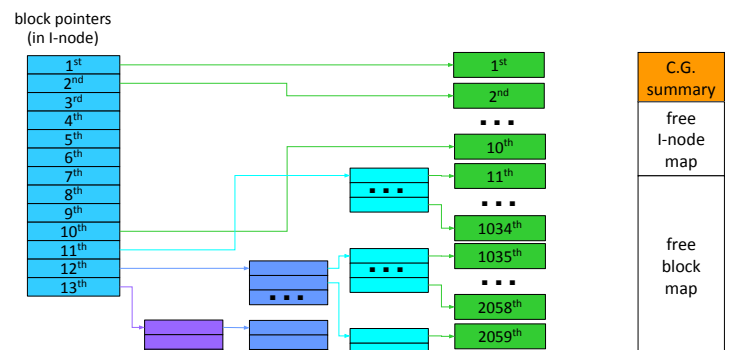 block pointers
(in I-node)
1st
2nd
3rd
4th
5th
6th
7th
8th
9th
10th
11th
12th
13th
1st
2nd
...
10th
11th
...
1034th
1035th
...
2058th
2059th
...
...
...
C.G.
summary
free
I-node
map
free
block
map